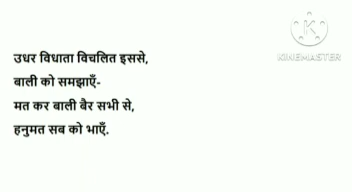 उधर विधाता विचलित इससे,
बाली को समझाएँ-
मत कर बाली बैर सभी से,
हनुमत सब को भाएँ.
KINEMASTER